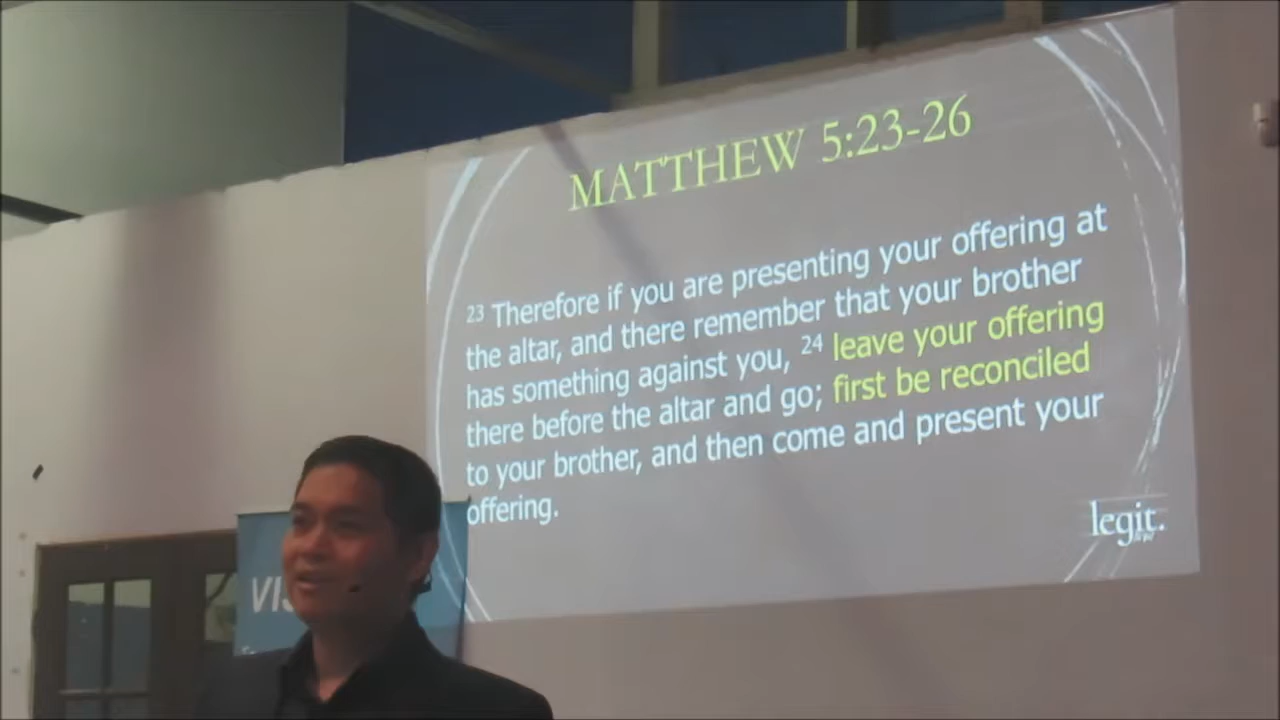 MATTHEW 5:23-26
23 Therefore if you are presenting your offering at
the altar, and there remember that your brother
has something against you, 24 leave your offering
there before the altar and go; first be reconciled
to your brother, and then come and present your
offering.
legit.